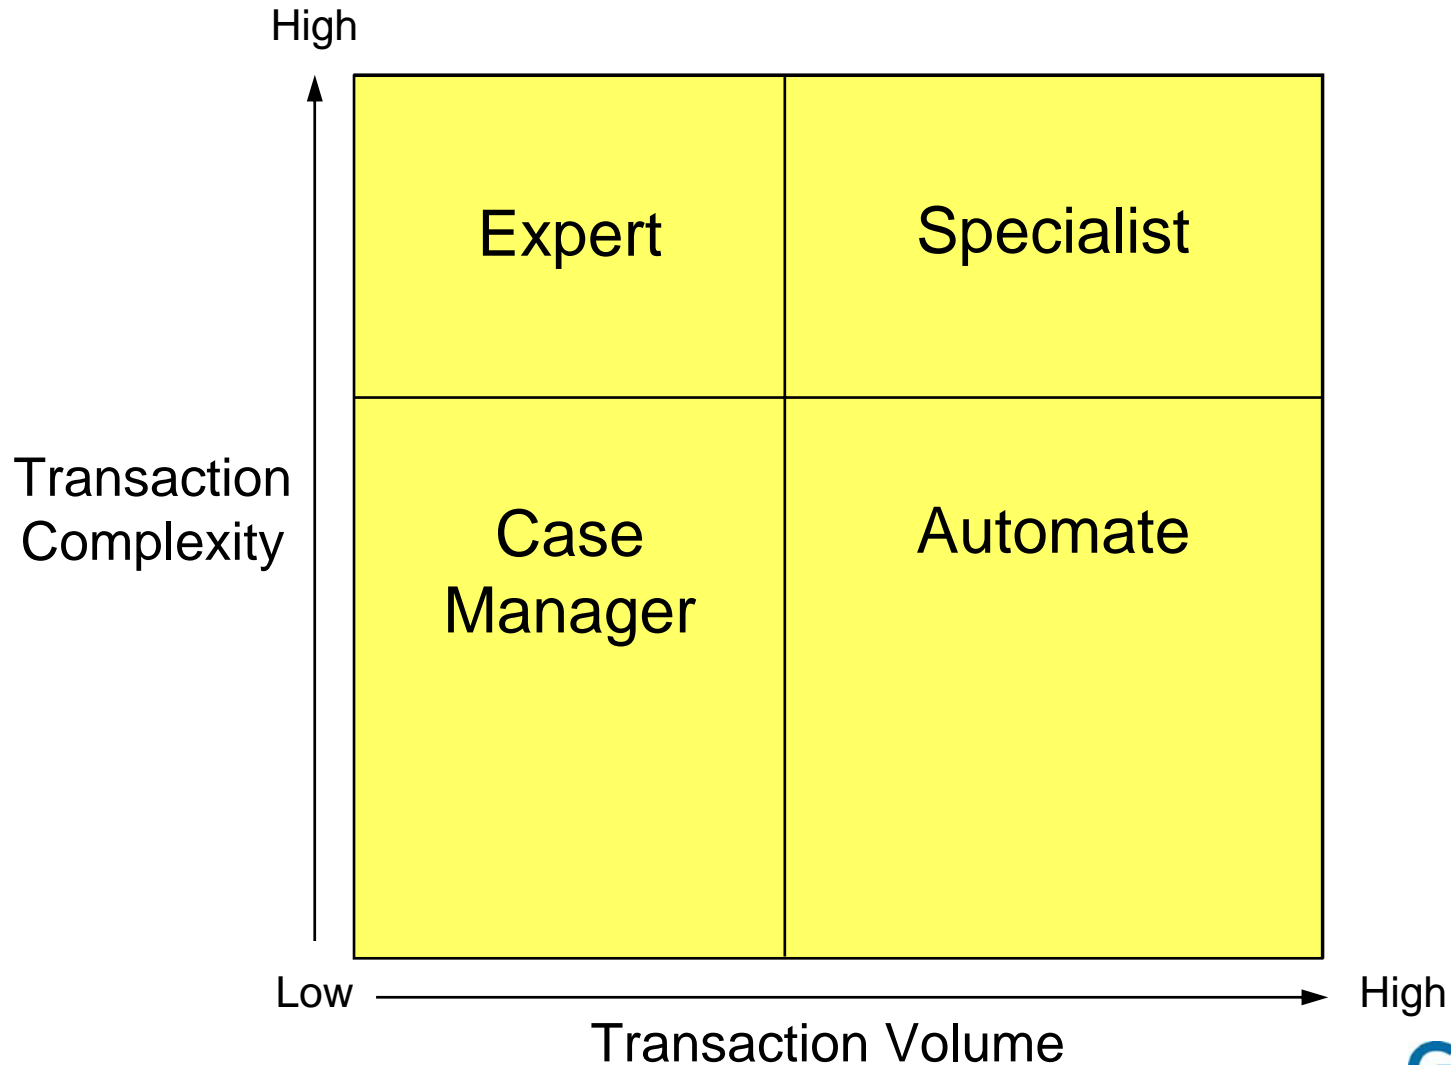 High
Expert
Specialist
Transaction
Complexity
Case
Manager
Automate
Low
High
Transaction Volume